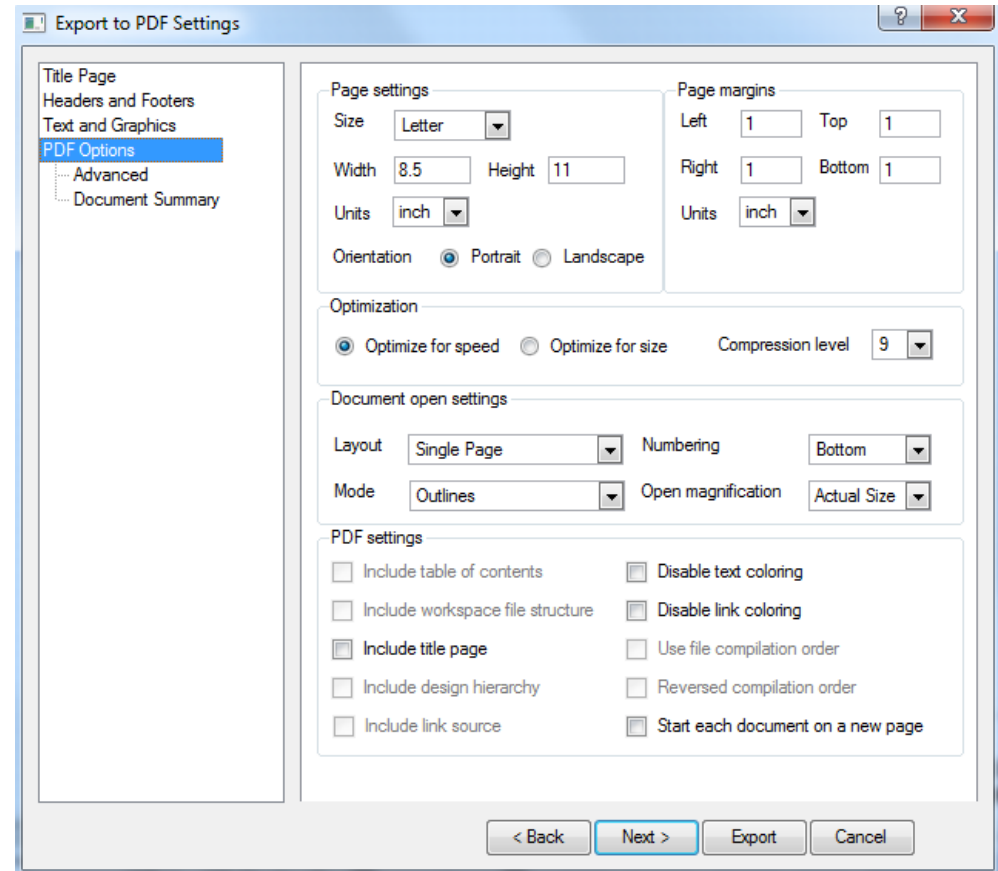 Export to PDF Settings
?
X
Title Page
Headers and Footers
Text and Graphics
PDF Options
Advanced
Document Summary
Page settings
Size Letter
Width 8.5 Height 11
Units inch
Orientation Portrait Landscape
Page margins
Left 1 Top 1
Right 1 Bottom 1
Units inch
Optimization
Optimize for speed Optimize for size Compression level 9
Document open settings
Layout Single Page Numbering Bottom
Mode Outlines Open magnification Actual Size
PDF settings
Include table of contents Disable text coloring
Include workspace file structure Disable link coloring
Include title page Use file compilation order
Include design hierarchy Reversed compilation order
Include link source Start each document on a new page
< Back Next > Export Cancel